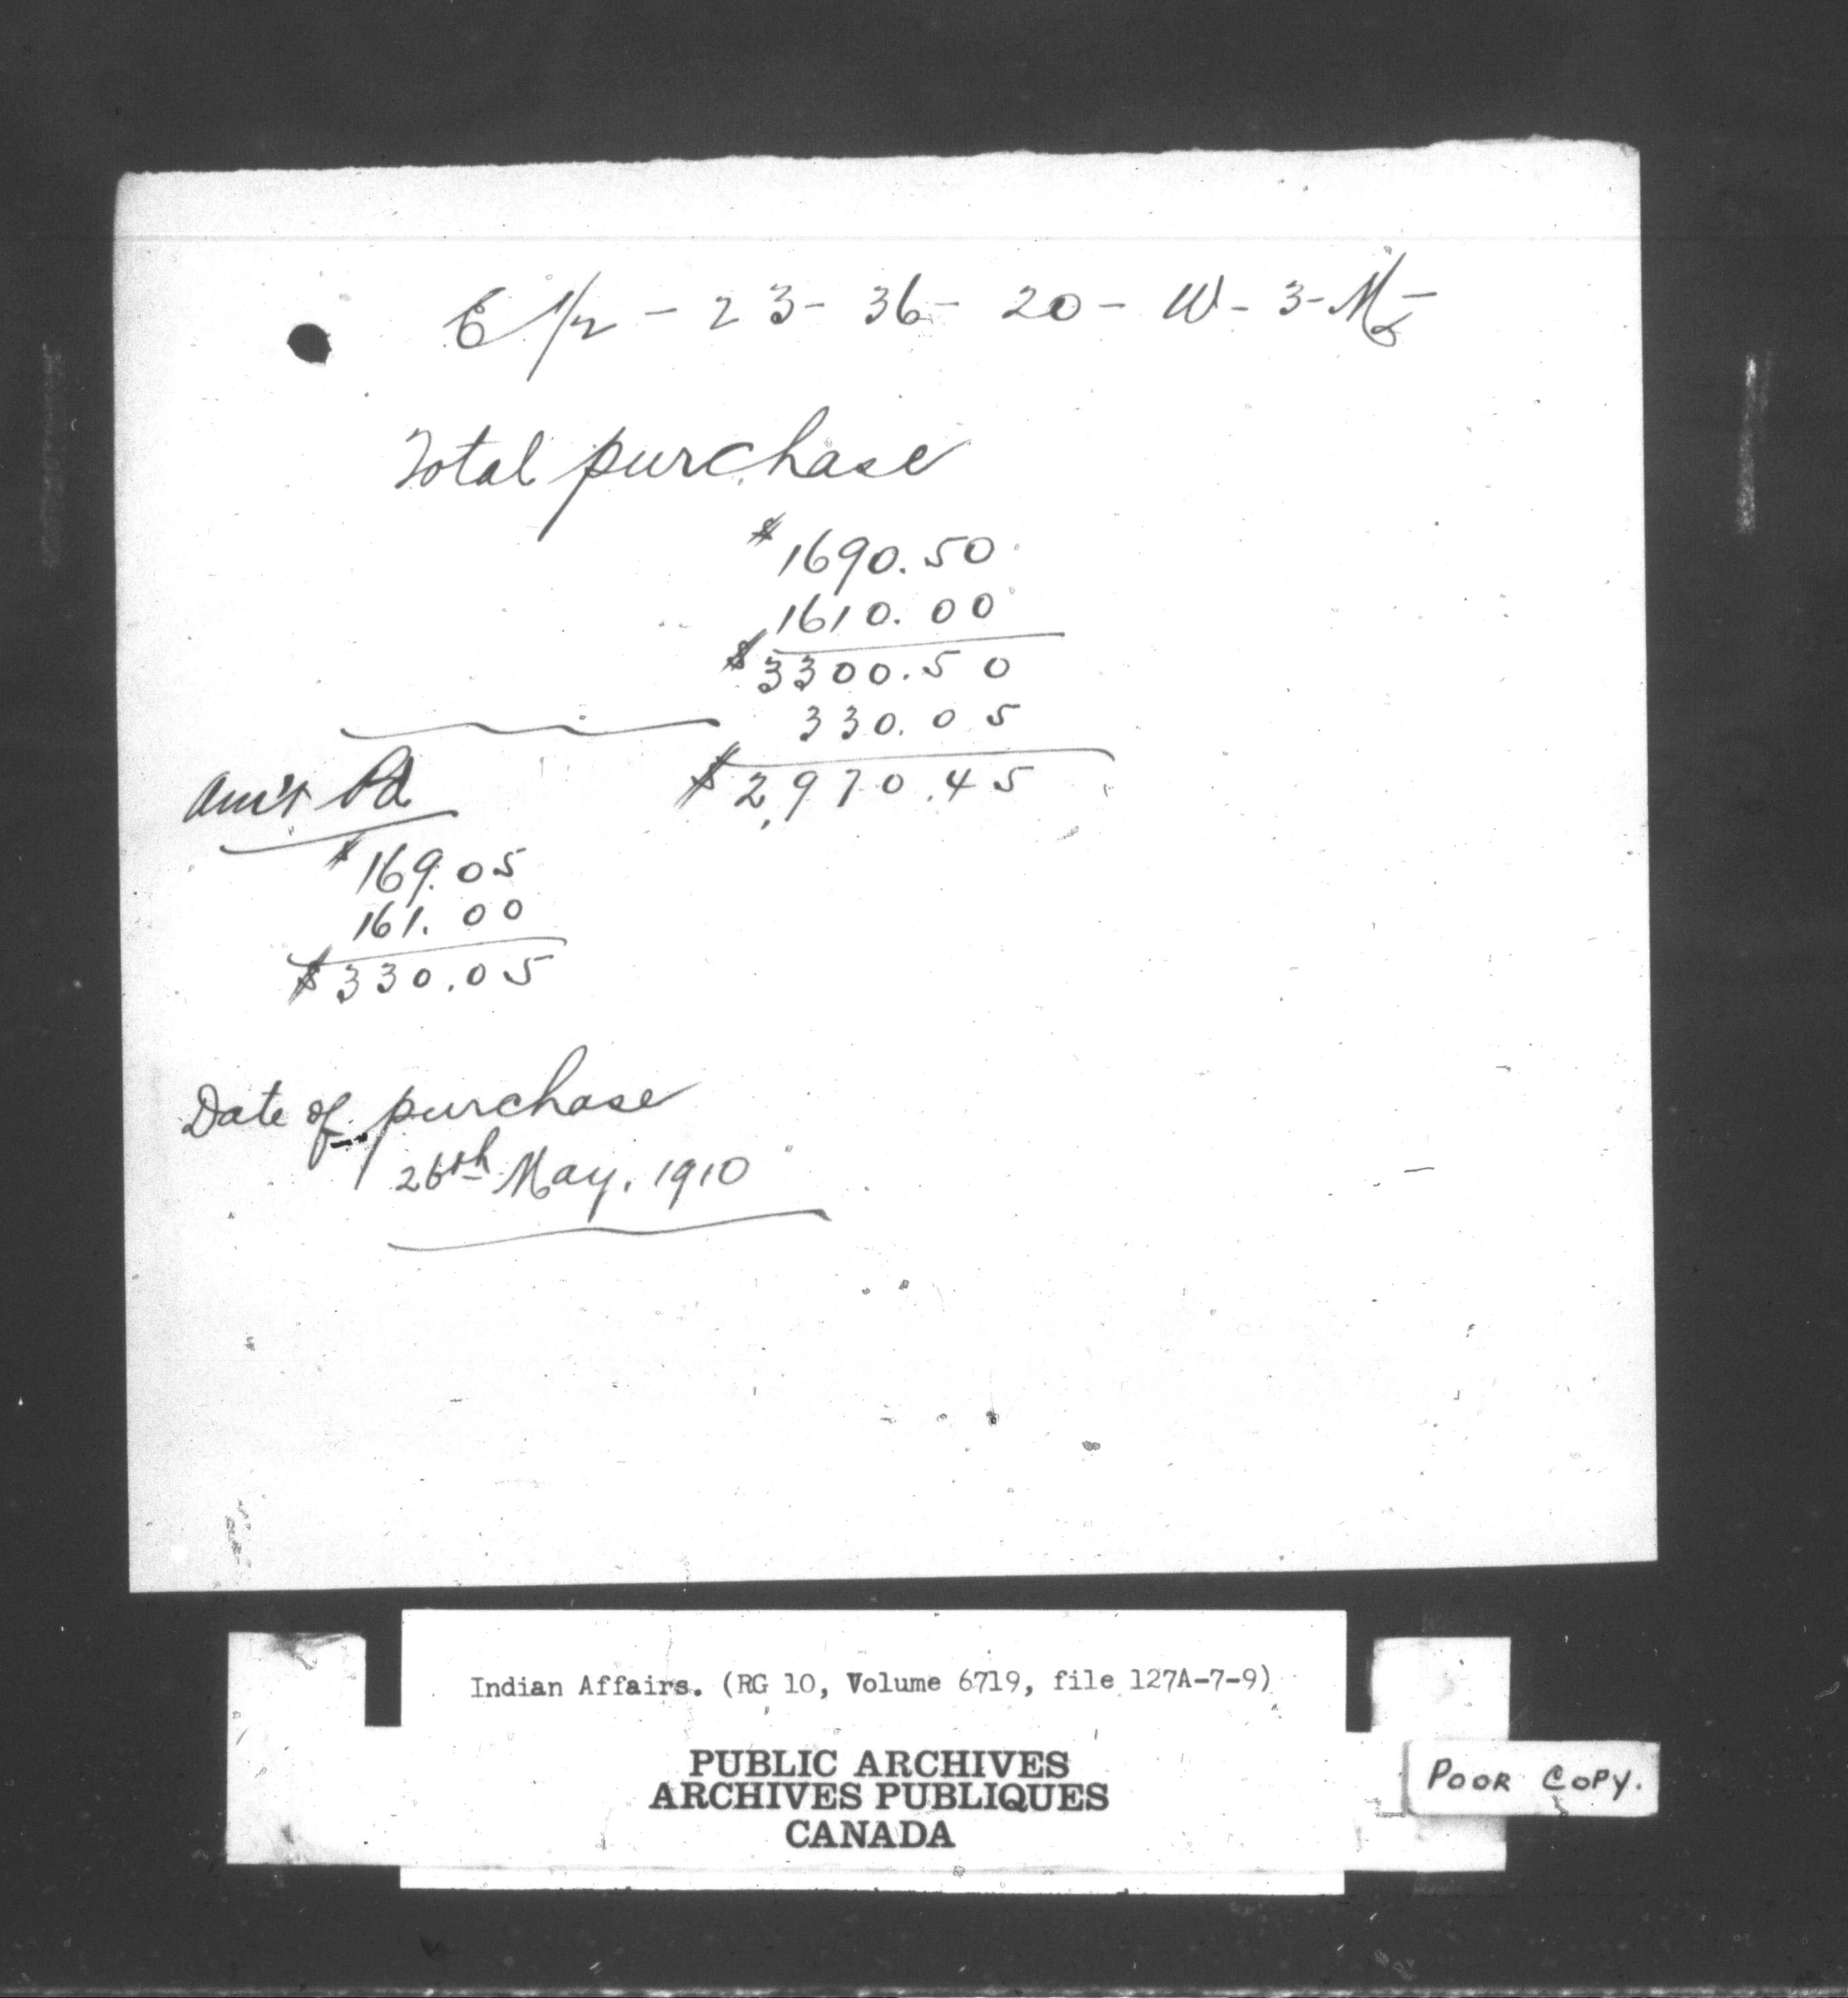 E 1/2 - 23 - 36 - 20 - W - 3 - M -
Total purchase
$1690.50
1610.00
$3300.50
330.05
$2,970.45
Am't Pd
$169.05
161.00
$330.05
Date of purchase
26th May, 1910
Indian Affairs. (RG 10, Volume 6719, file 127A-7-9)
PUBLIC ARCHIVES
ARCHIVES PUBLIQUES
CANADA
POOR COPY.